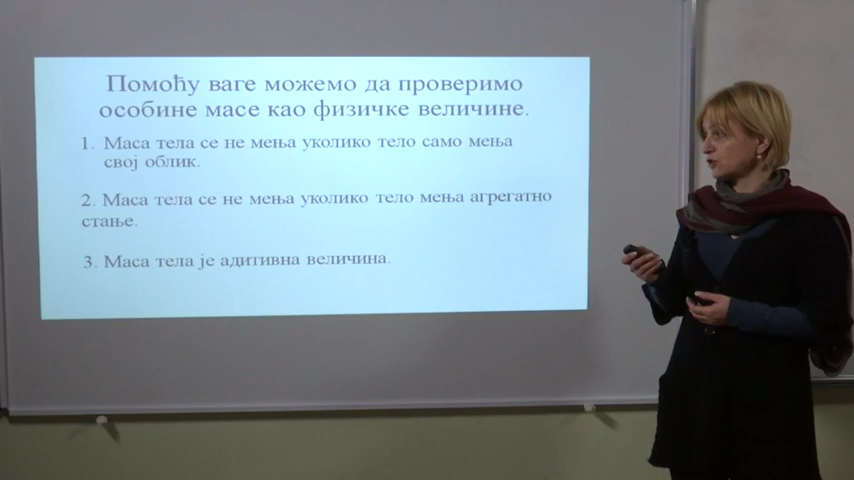 Помоћу ваге можемо да проверимо
особине масе као физичке величине.
1. Маса тела се не мења уколико тело само мења
свој облик.
2. Маса тела се не мења уколико тело мења агрегатно
стање.
3. Маса тела је адитивна величина.